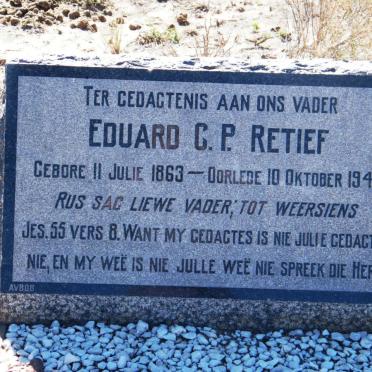 TER GEDAGTENIS AAN ONS VADER
EDUARD C. P. RETIEF
GEBORE 11 JULIE 1863 — OORLEDE 10 OKTOBER 194
RUS SAG LIEWE VADER, TOT WEERSIENS
JES. 55 VERS 8. WANT MY GEDAGTES IS NIE JULIE GEDAGT
NIE, EN MY WEË IS NIE JULLE WEË NIE SPREEK DIE HER
AVBOB